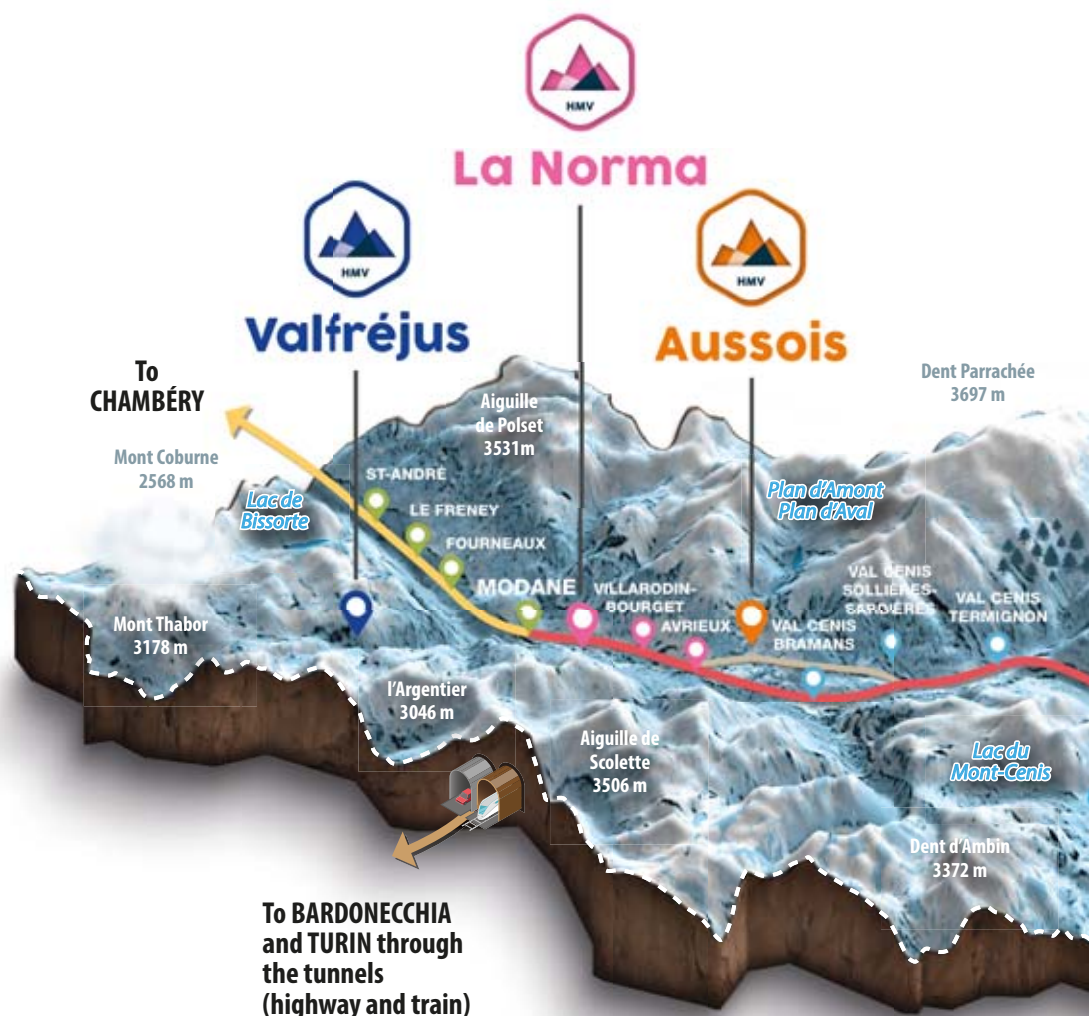 HMV
La Norma
HMV
Valfréjus
HMV
Aussois
To
CHAMBÉRY
Dent Parrachée
3697 m
Aiguille
de Polset
3531m
Mont Coburne
2568 m
ST-ANDRÉ
Lac de
Bissorte
Plan d'Amont
Plan d'Aval
LE FRENEY
FOURNEAUX
MODANE
VILLARODIN-
BOURGET
AVRIEUX
VAL CENIS
SOLLIÈRES-
SARDIÈRES
VAL CENIS
TERMIGNON
VAL CENIS
BRAMANS
Mont Thabor
3178 m
l'Argentier
3046 m
Aiguille de
Scolette
3506 m
Lac du
Mont-Cenis
Dent d'Ambin
3372 m
To BARDONECCHIA
and TURIN through
the tunnels
(highway and train)